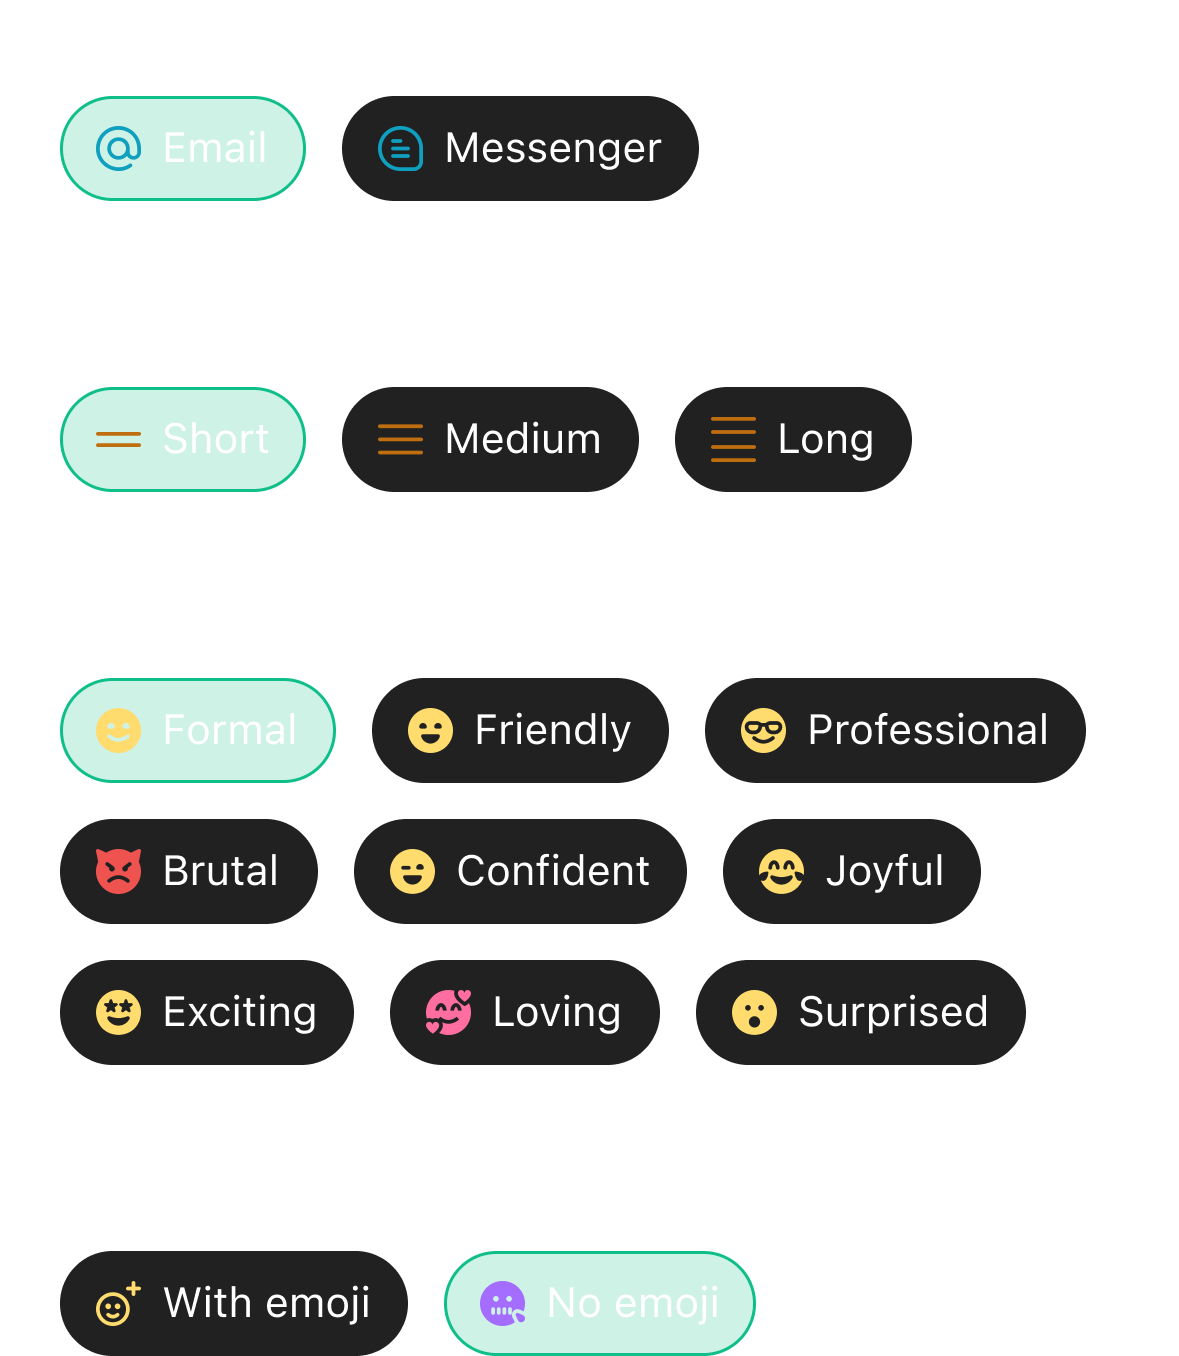 Email Messenger
Short Medium Long
Formal Friendly Professional
Brutal Confident Joyful
Exciting Loving Surprised
With emoji No emoji